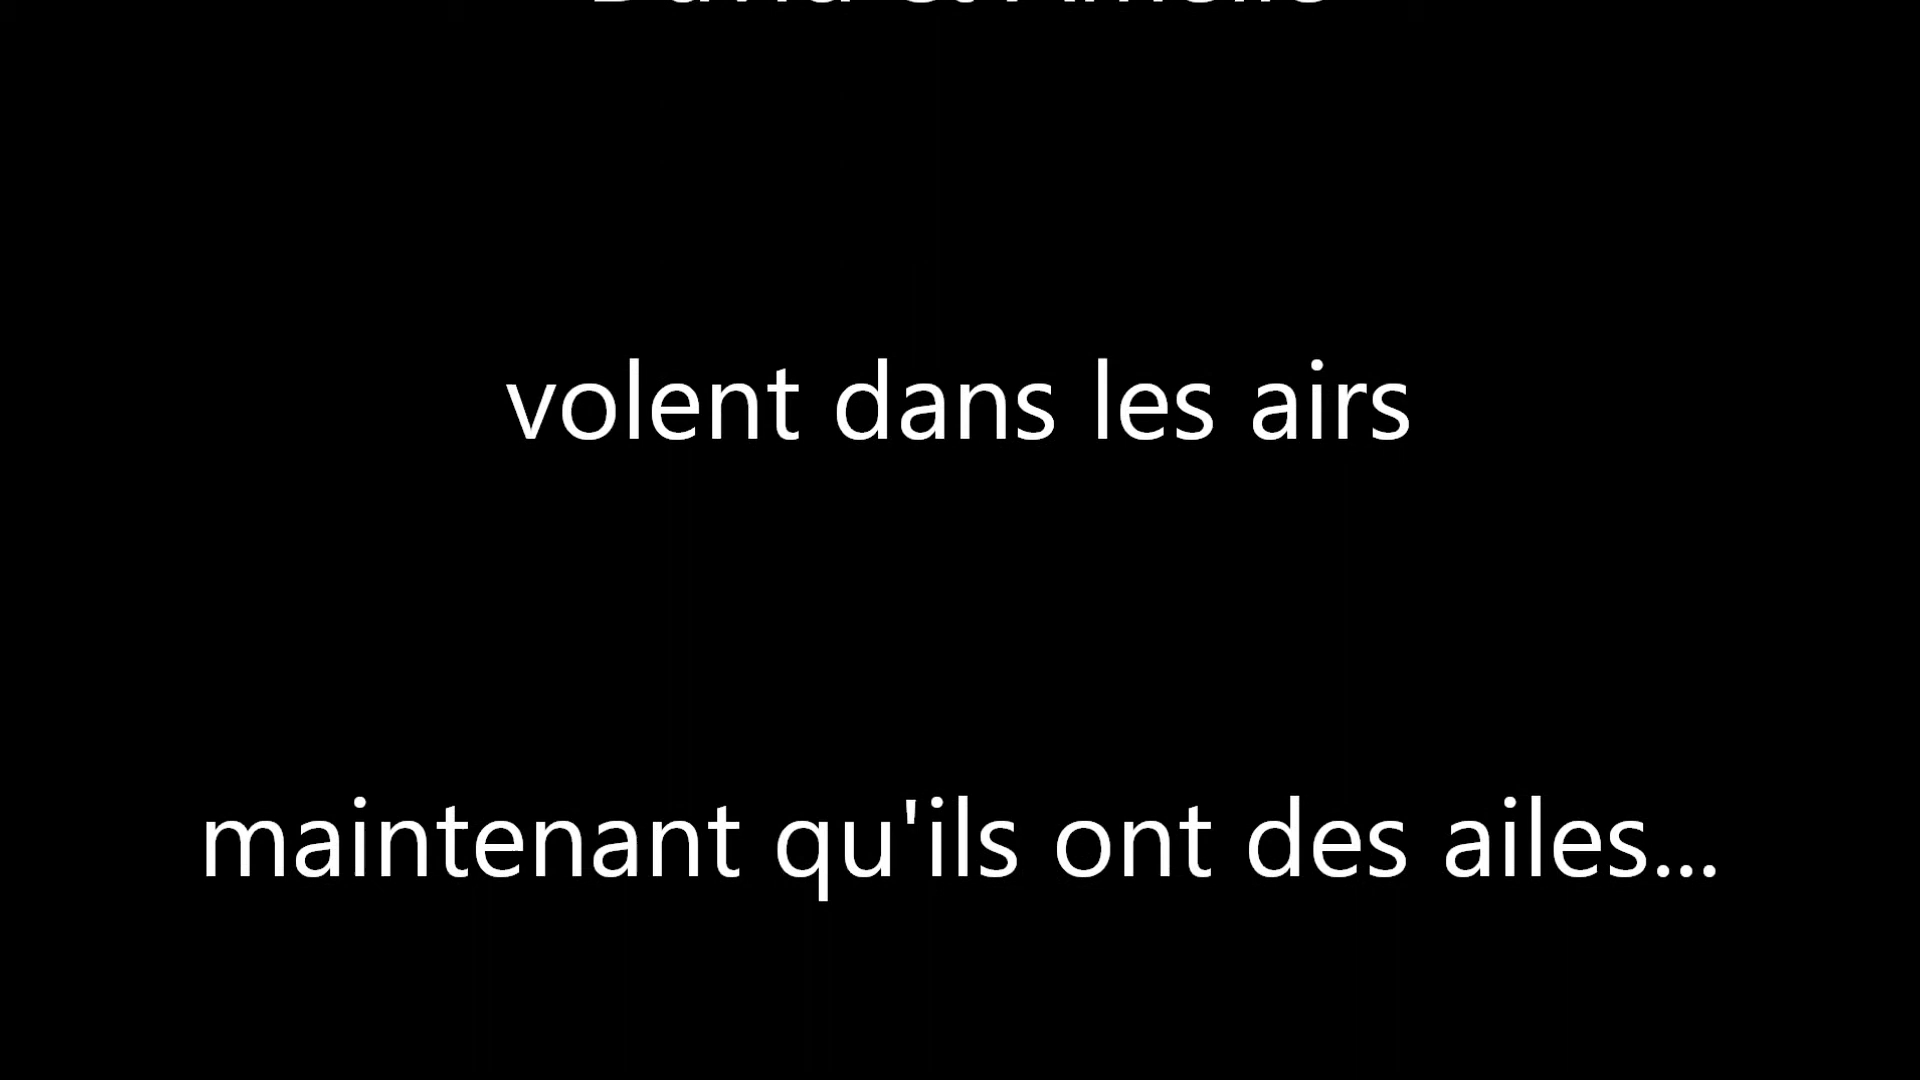 volent dans les airs
maintenant qu'ils ont des ailes...